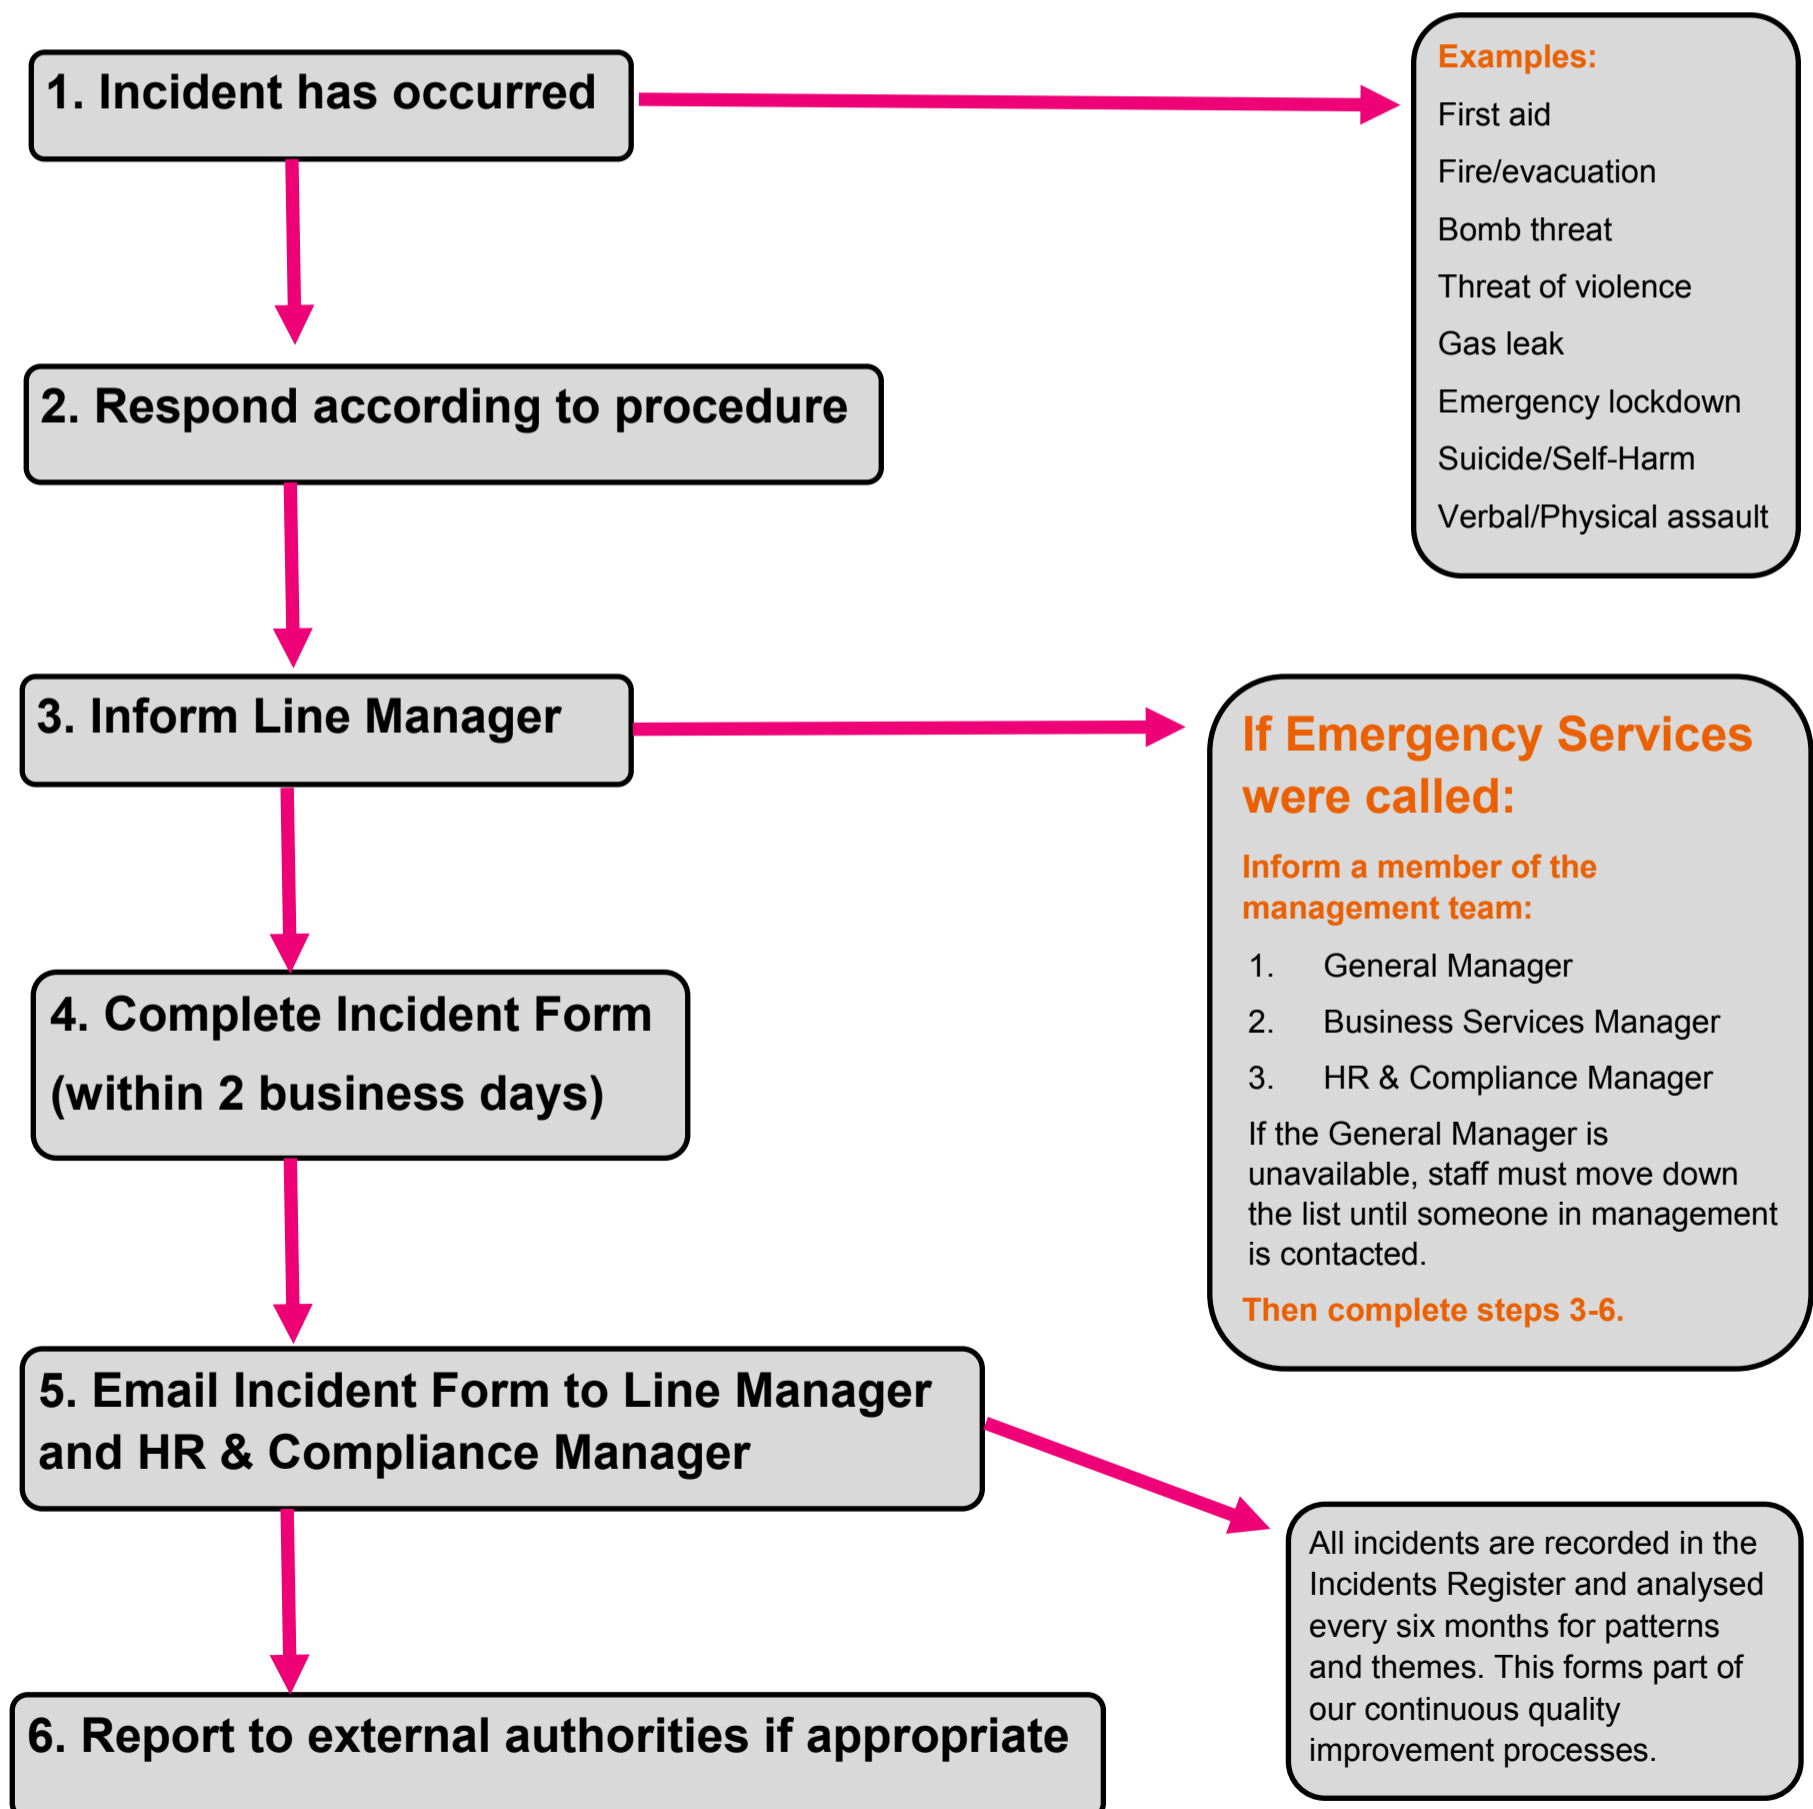 1. Incident has occurred
Examples:
First aid
Fire/evacuation
Bomb threat
Threat of violence
Gas leak
Emergency lockdown
Suicide/Self-Harm
Verbal/Physical assault
2. Respond according to procedure
3. Inform Line Manager
If Emergency Services
were called:
Inform a member of the
management team:
1. General Manager
2. Business Services Manager
3. HR & Compliance Manager
If the General Manager is
unavailable, staff must move down
the list until someone in management
is contacted.
Then complete steps 3-6.
4. Complete Incident Form
(within 2 business days)
5. Email Incident Form to Line Manager
and HR & Compliance Manager
All incidents are recorded in the
Incidents Register and analysed
every six months for patterns
and themes. This forms part of
our continuous quality
improvement processes.
6. Report to external authorities if appropriate